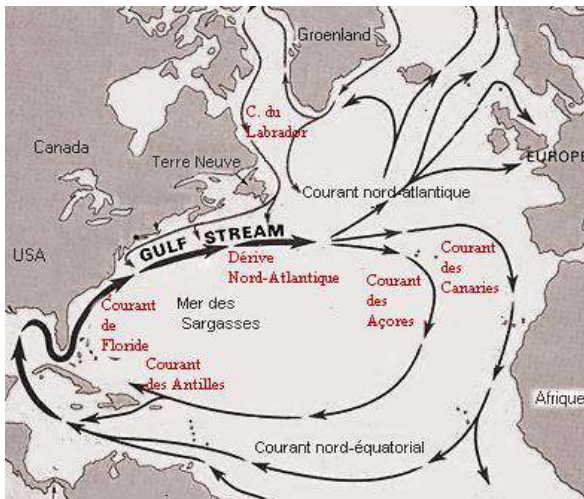 Groenland
C. du
Labrador
Canada
Terre Neuve
EUROPE
Courant nord-atlantique
GULF STREAM
USA
Dérive
Nord-Atlantique
Courant
des
Canaries
Courant
des
Açores
Courant
de
Floride
Mer des
Sargasses
Courant
des Antilles
Afrique
Courant nord-équatorial